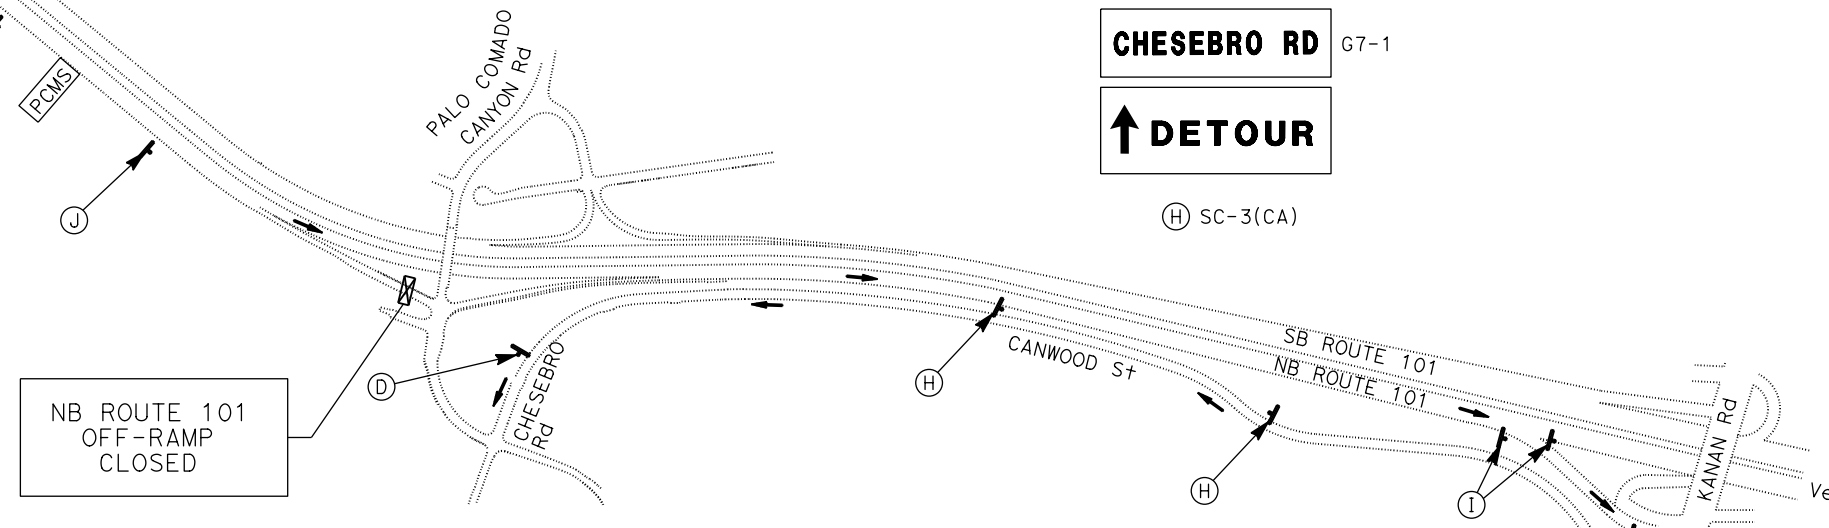 PALO COMADO
CANYON Rd
CHESEBRO RD
G7-1
PCMS
DETOUR
J
H SC-3(CA)
SB ROUTE 101
NB ROUTE 101
CANWOOD St
D
CHESEBRO
Rd
H
NB ROUTE 101
OFF-RAMP
CLOSED
KANAN Rd
H
I